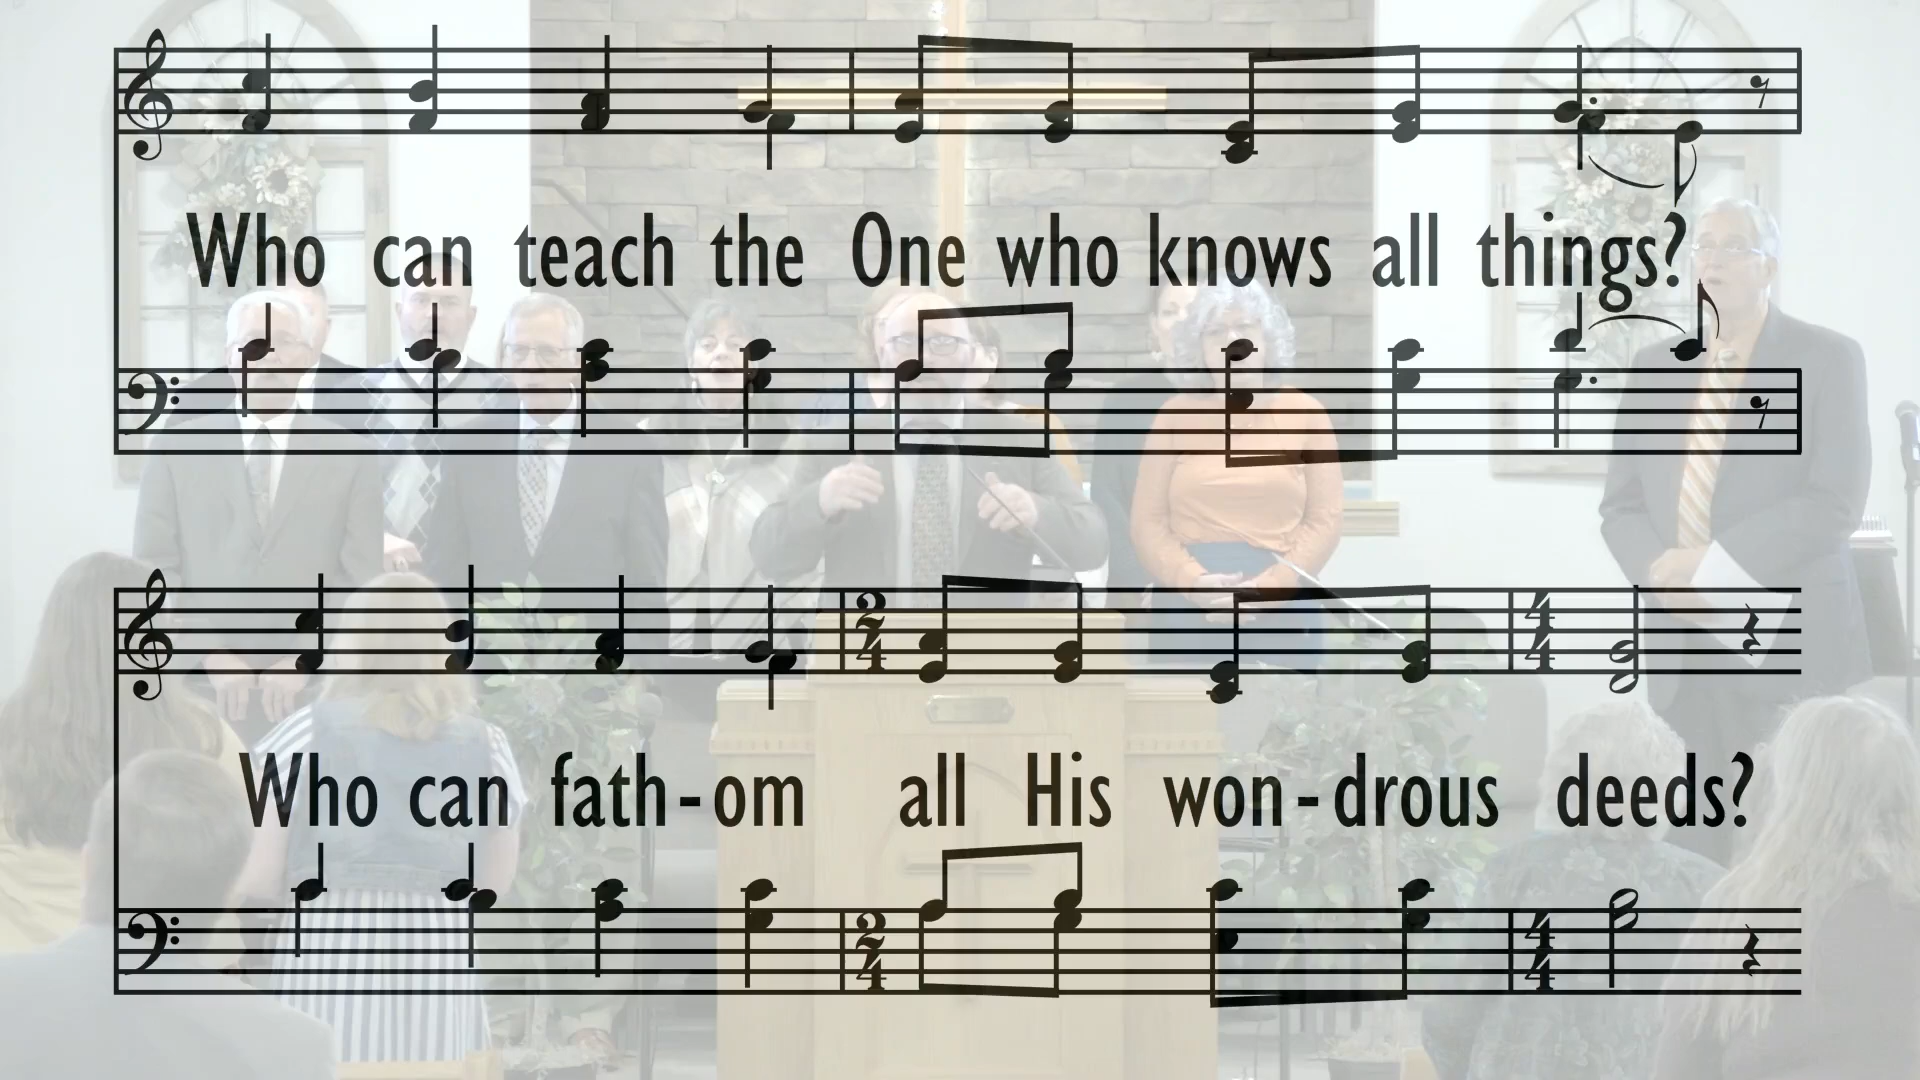 Who can teach the One who knows all things?
Who can fath-om all His won-drous deeds?